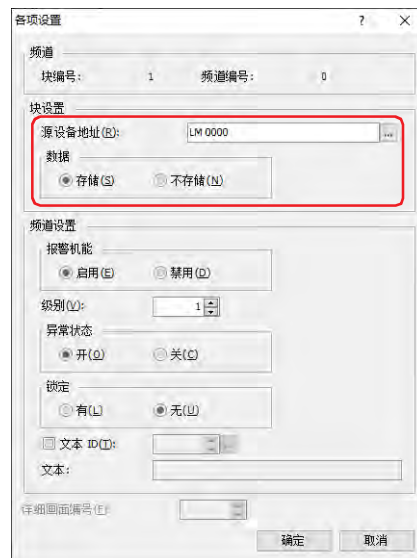 各项设置 ? ×
频道
块编号: 1 频道编号: 0
块设置
源设备地址(R): LM 0000 ...
数据
存储(S) 不存储(N)
频道设置
报警机能
启用(E) 禁用(D)
级别(V): 1
异常状态
开(O) 关(C)
锁定
有(L) 无(U)
文本 ID(T): ...
文本:
详细画面编号(F):
确定 取消